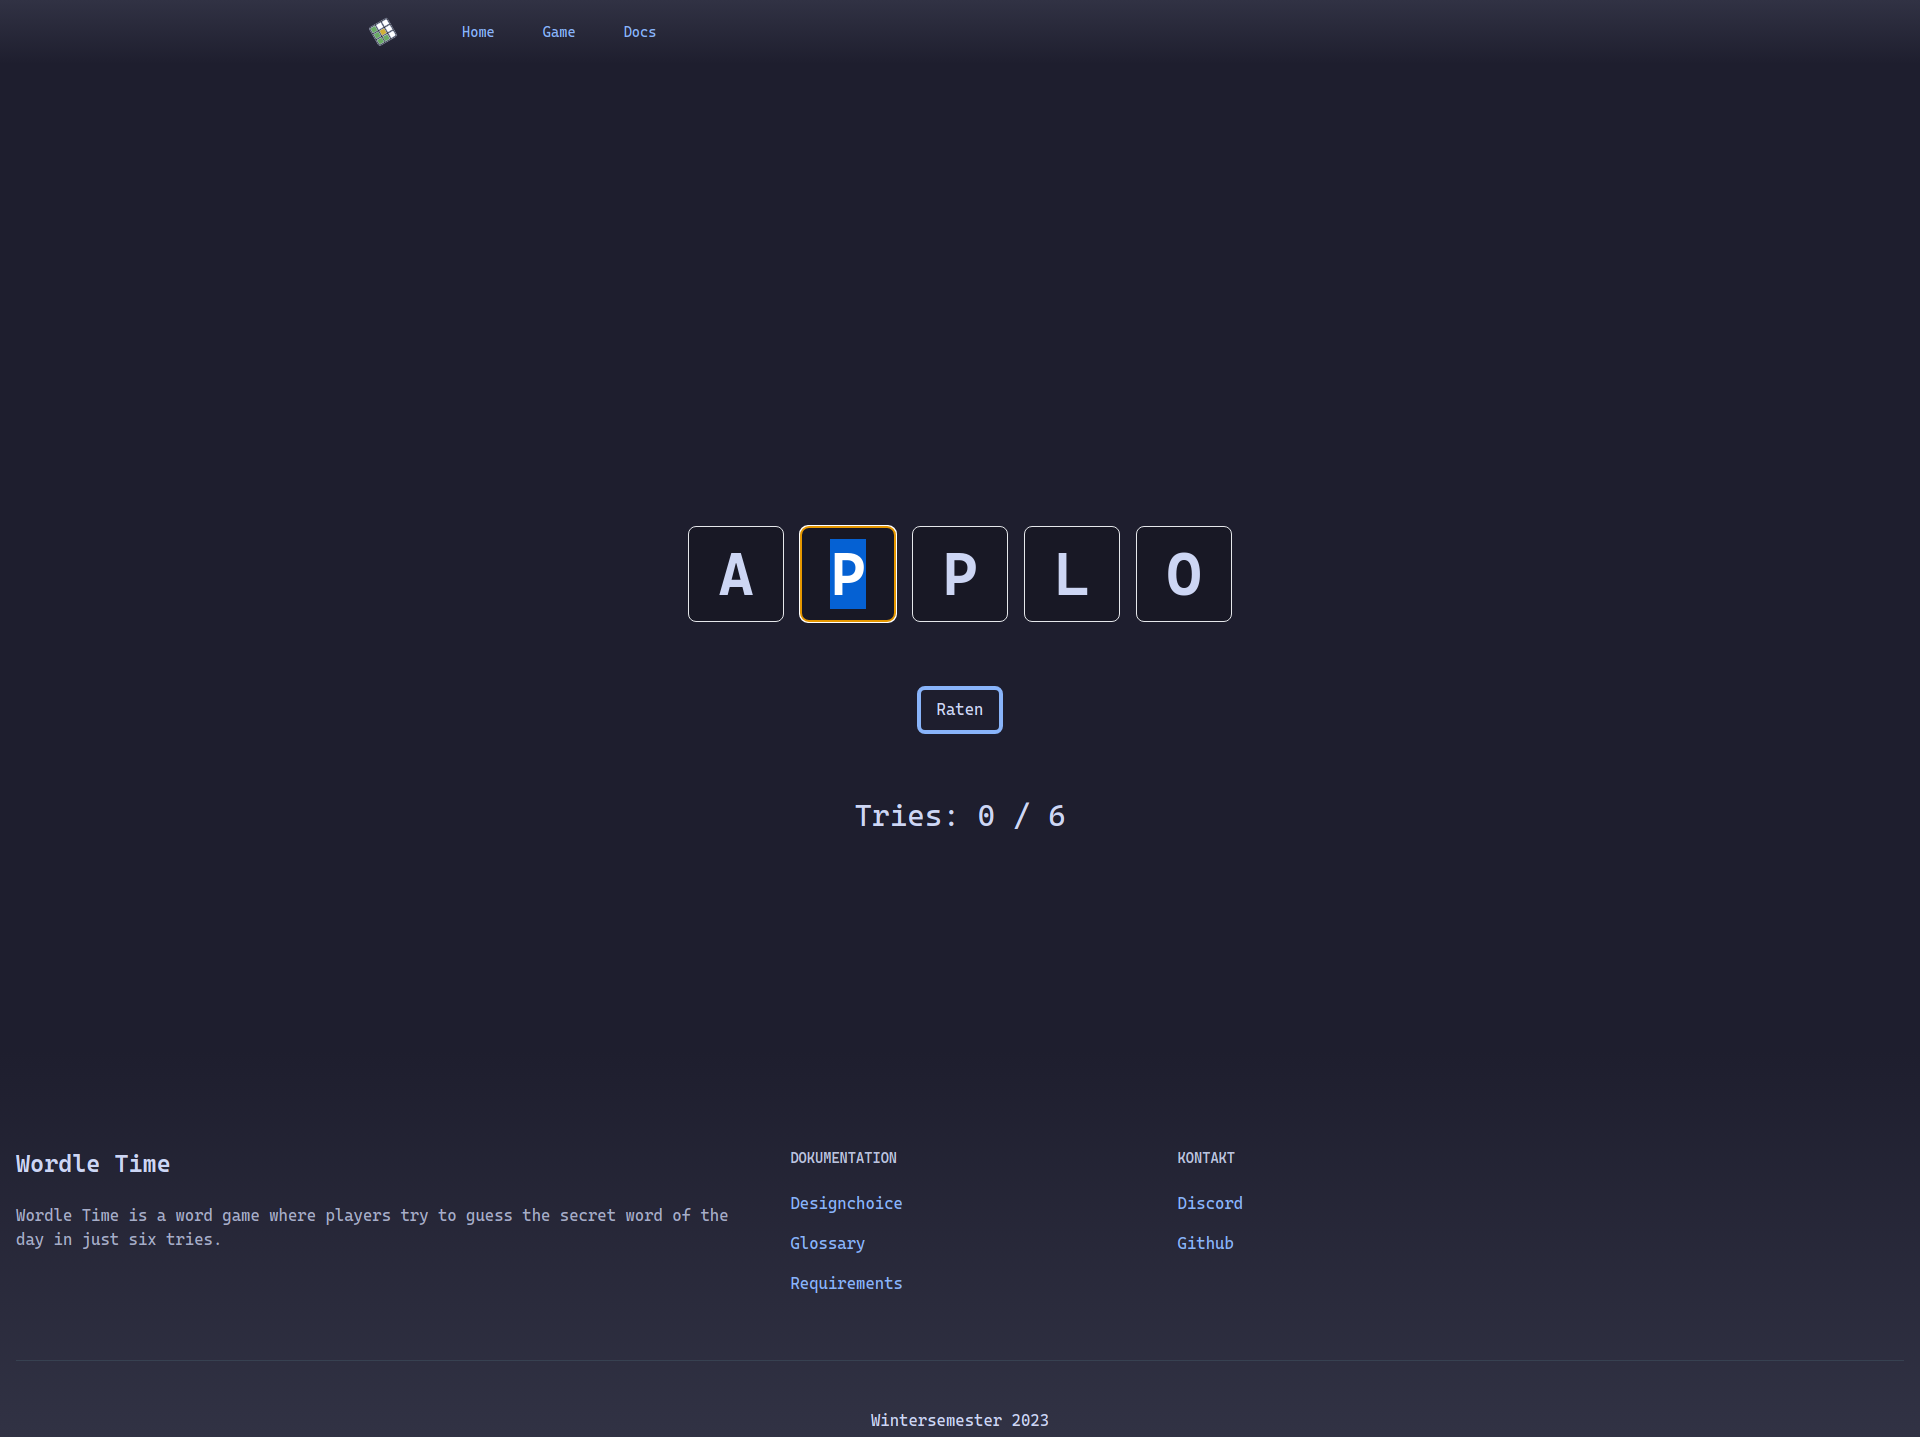 Home Game Docs
A P P L O
Raten
Tries: 0 / 6
Wordle Time
Wordle Time is a word game where players try to guess the secret word of the
day in just six tries.
DOKUMENTATION
Designchoice
Glossary
Requirements
KONTAKT
Discord
Github
Wintersemester 2023